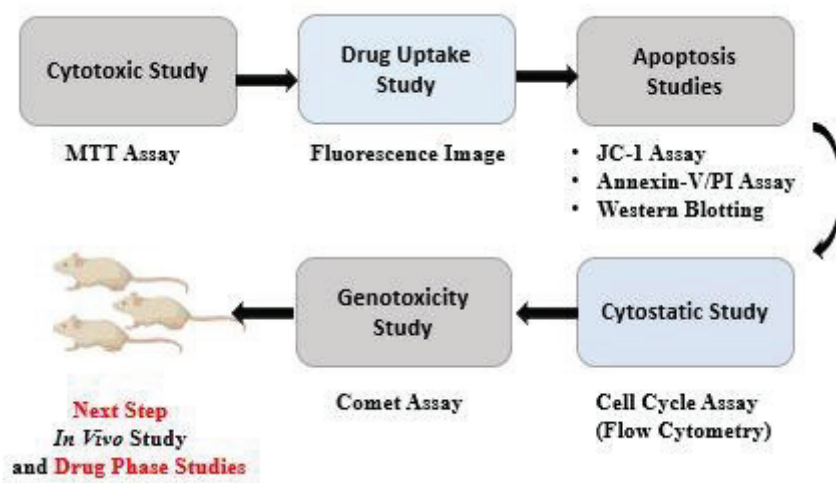 Cytotoxic Study
MTT Assay
Drug Uptake
Study
Fluorescence Image
Apoptosis
Studies
• JC-1 Assay
• Annexin-V/PI Assay
• Western Blotting
Cytostatic Study
Cell Cycle Assay
(Flow Cytometry)
Genotoxicity
Study
Comet Assay
Next Step
In Vivo Study
and Drug Phase Studies